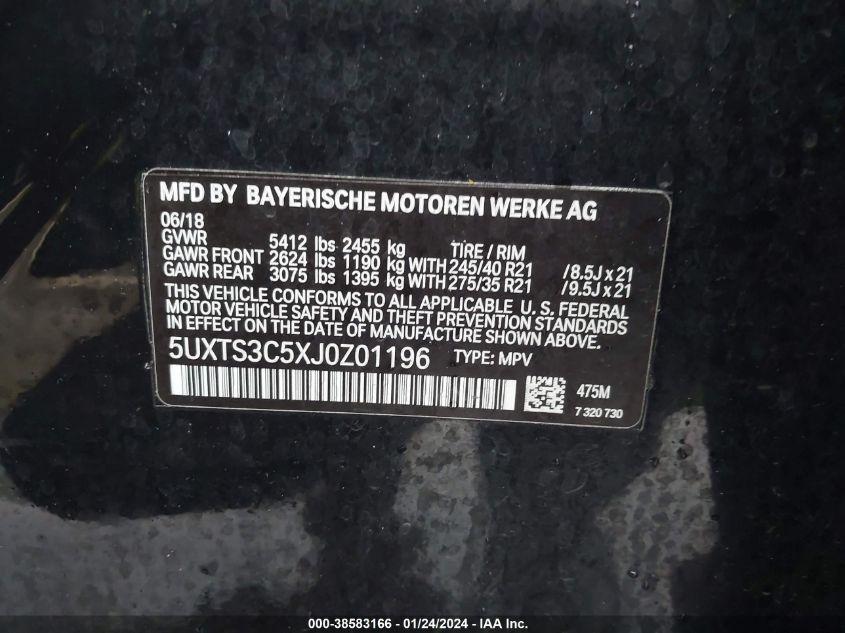 MFD BY BAYERISCHE MOTOREN WERKE AG
06/18
GVWR 5412 lbs 2455 kg TIRE / RIM
GAWR FRONT 2624 lbs 1190 kg WITH 245/40 R21 /8.5J x 21
GAWR REAR 3075 lbs 1395 kg WITH 275/35 R21 /9.5J x 21
THIS VEHICLE CONFORMS TO ALL APPLICABLE U. S. FEDERAL
MOTOR VEHICLE SAFETY AND THEFT PREVENTION STANDARDS
IN EFFECT ON THE DATE OF MANUFACTURE SHOWN ABOVE.
5UXTS3C5XJ0Z01196 TYPE: MPV
475M
7 320 730
000-38583166 - 01/24/2024 - IAA Inc.